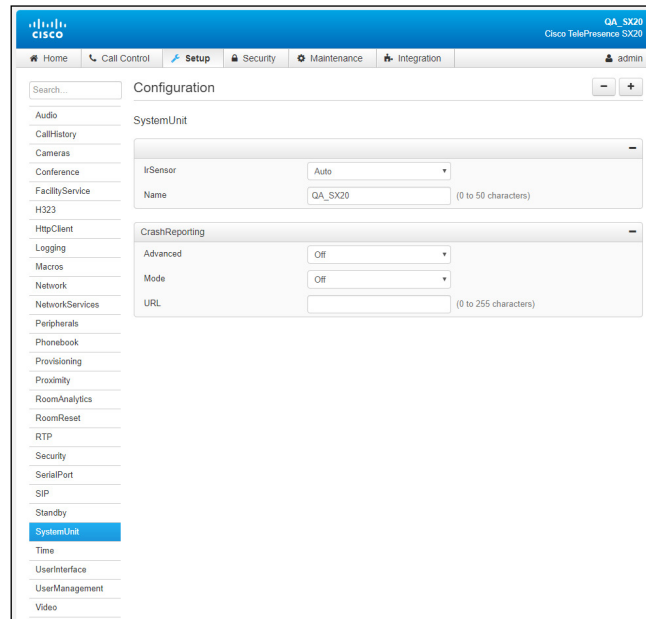 CISCO
QA_SX20
Cisco TelePresence SX20
Home Call Control Setup Security Maintenance Integration admin
Search...
Audio
CallHistory
Cameras
Conference
FacilityService
H323
HttpClient
Logging
Macros
Network
NetworkServices
Peripherals
Phonebook
Provisioning
Proximity
RoomAnalytics
RoomReset
RTP
Security
SerialPort
SIP
Standby
SystemUnit
Time
UserInterface
UserManagement
Video
Configuration
SystemUnit
IrSensor Auto
Name QA_SX20 (0 to 50 characters)
CrashReporting
Advanced Off
Mode Off
URL (0 to 255 characters)